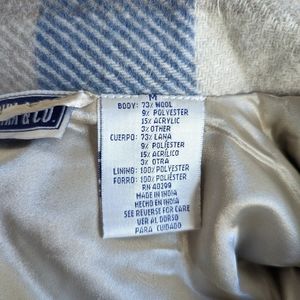 & CO.
M
BODY: 73% WOOL
9% POLYESTER
15% ACRYLIC
3% OTHER
CUERPO: 73% LANA
9% POLIESTER
15% ACRILICO
3% OTRA
LINING: 100% POLYESTER
FORRO: 100% POLIESTER
RN 40299
MADE IN INDIA
HECHO EN INDIA
SEE REVERSE FOR CARE
VER AL DORSO
PARA CUIDADO